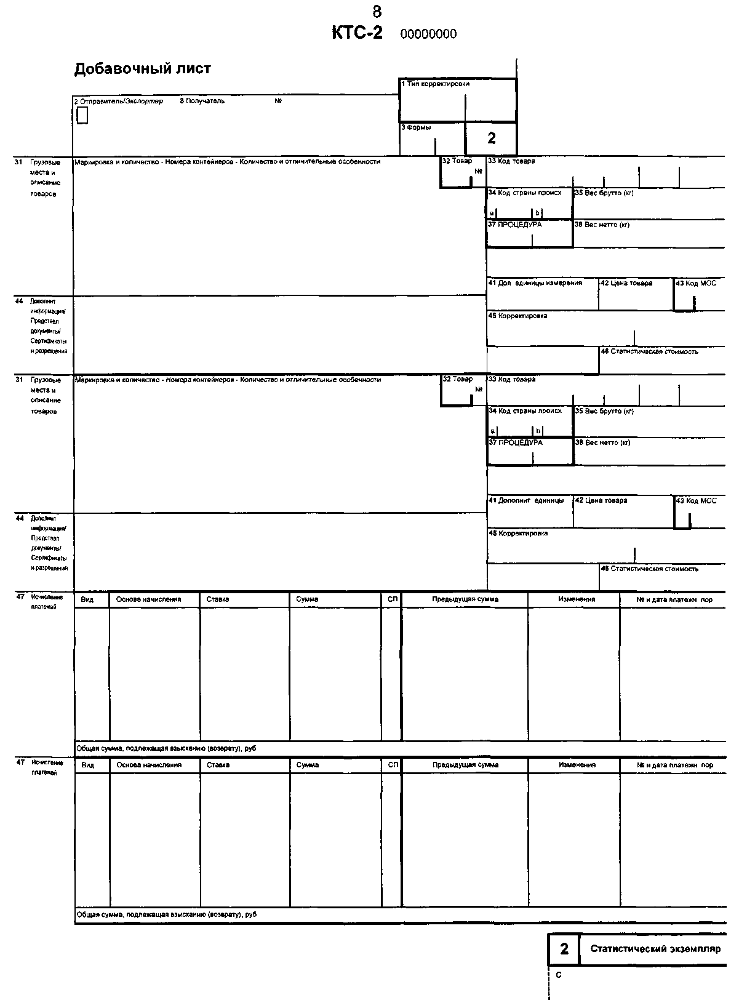 8
КТС-2 00000000
Добавочный лист
1 Тип корректировки
2 Отправитель/Экспортер 8 Получатель №
3 Формы
2
31 Грузовые места и описание товаров
Маркировка и количество - Номера контейнеров - Количество и отличительные особенности
32 Товар №
33 Код товара
34 Код страны происх
a b
35 Вес брутто (кг)
37 ПРОЦЕДУРА
38 Вес нетто (кг)
41 Доп единицы измерения
42 Цена товара
43 Код МОС
44 Дополнит информация/ Представл документы/ Сертификаты и разрешения
45 Корректировка
46 Статистическая стоимость
31 Грузовые места и описание товаров
Маркировка и количество - Номера контейнеров - Количество и отличительные особенности
32 Товар №
33 Код товара
34 Код страны происх
a b
35 Вес брутто (кг)
37 ПРОЦЕДУРА
38 Вес нетто (кг)
41 Дополнит единицы
42 Цена товара
43 Код МОС
44 Дополнит информация/ Представл документы/ Сертификаты и разрешения
45 Корректировка
46 Статистическая стоимость
47 Исчисление платежей
Вид Основа начисления Ставка Сумма СП Предыдущая сумма Изменения № и дата платежн пор
Общая сумма, подлежащая взысканию (возврату), руб
47 Исчисление платежей
Вид Основа начисления Ставка Сумма СП Предыдущая сумма Изменения № и дата платежн пор
Общая сумма, подлежащая взысканию (возврату), руб
2 Статистический экземпляр
С